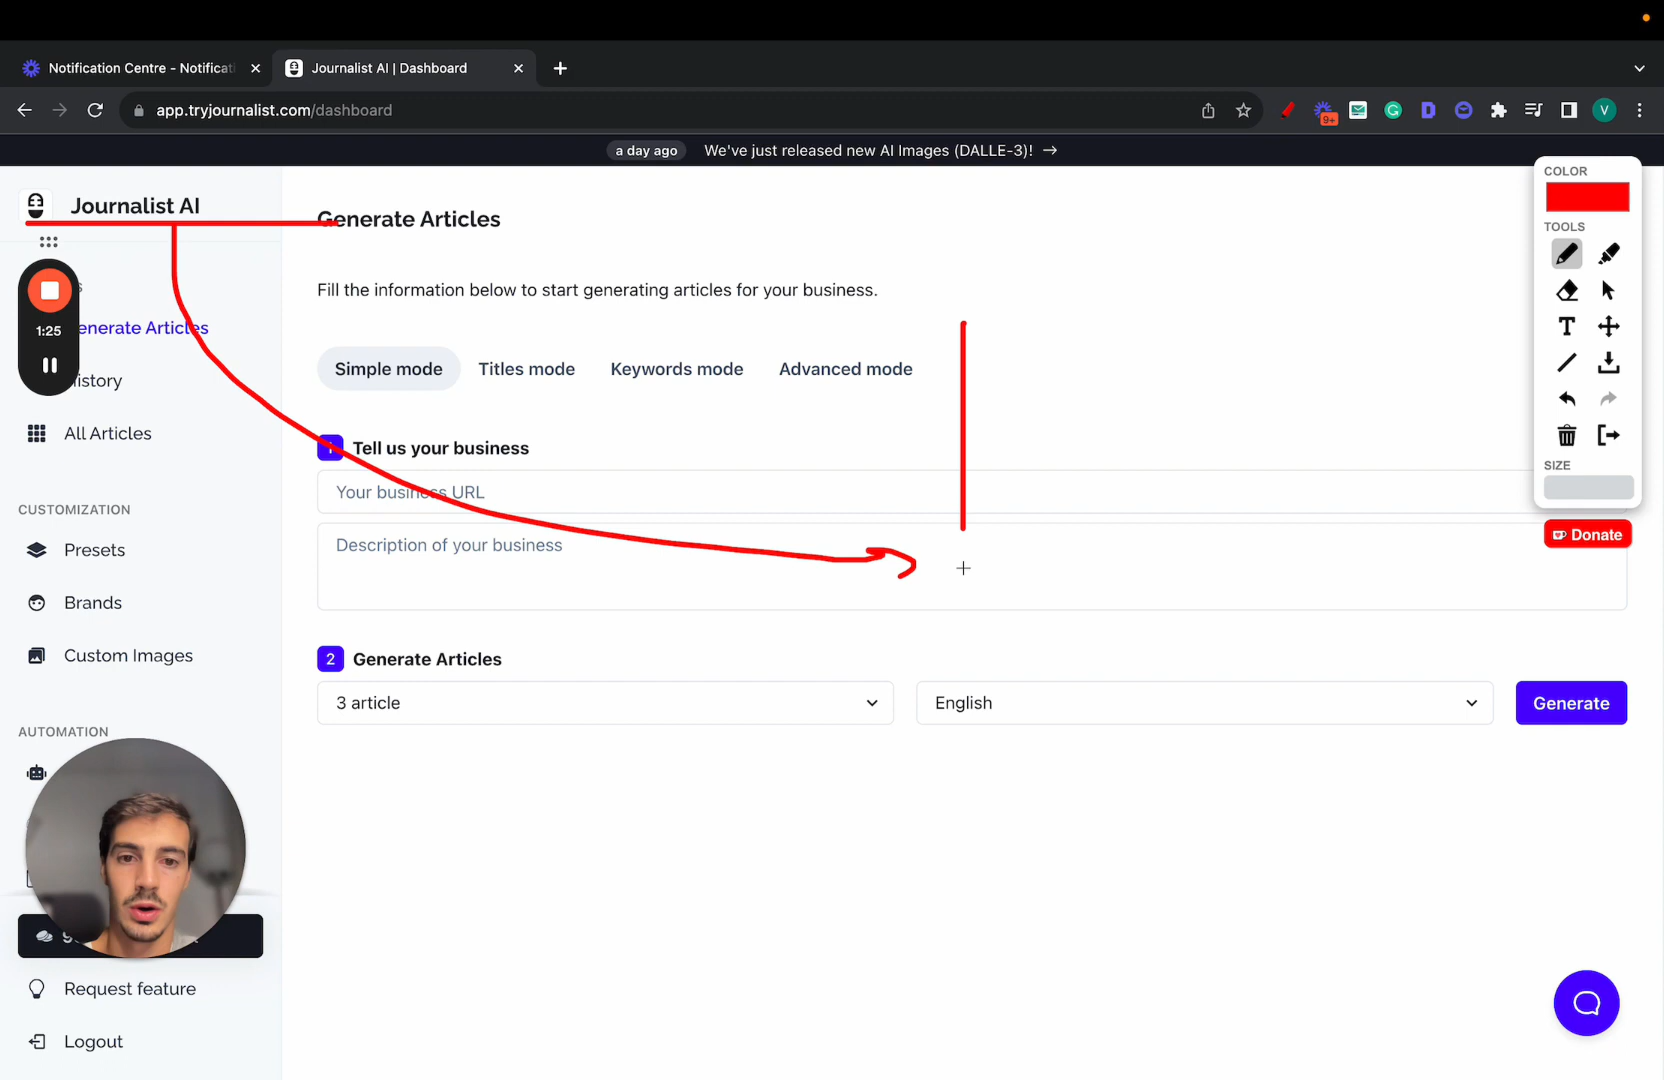 Notification Centre - Notificati
Journalist AI | Dashboard
app.tryjournalist.com/dashboard
9+
V
a day ago We've just released new AI Images (DALLE-3)! →
Journalist AI
1:25
Generate Articles
History
All Articles
CUSTOMIZATION
Presets
Brands
Custom Images
AUTOMATION
Request feature
Logout
Generate Articles
Fill the information below to start generating articles for your business.
Simple mode Titles mode Keywords mode Advanced mode
1 Tell us your business
Your business URL
Description of your business
2 Generate Articles
3 article
English
Generate
COLOR
TOOLS
T
SIZE
Donate